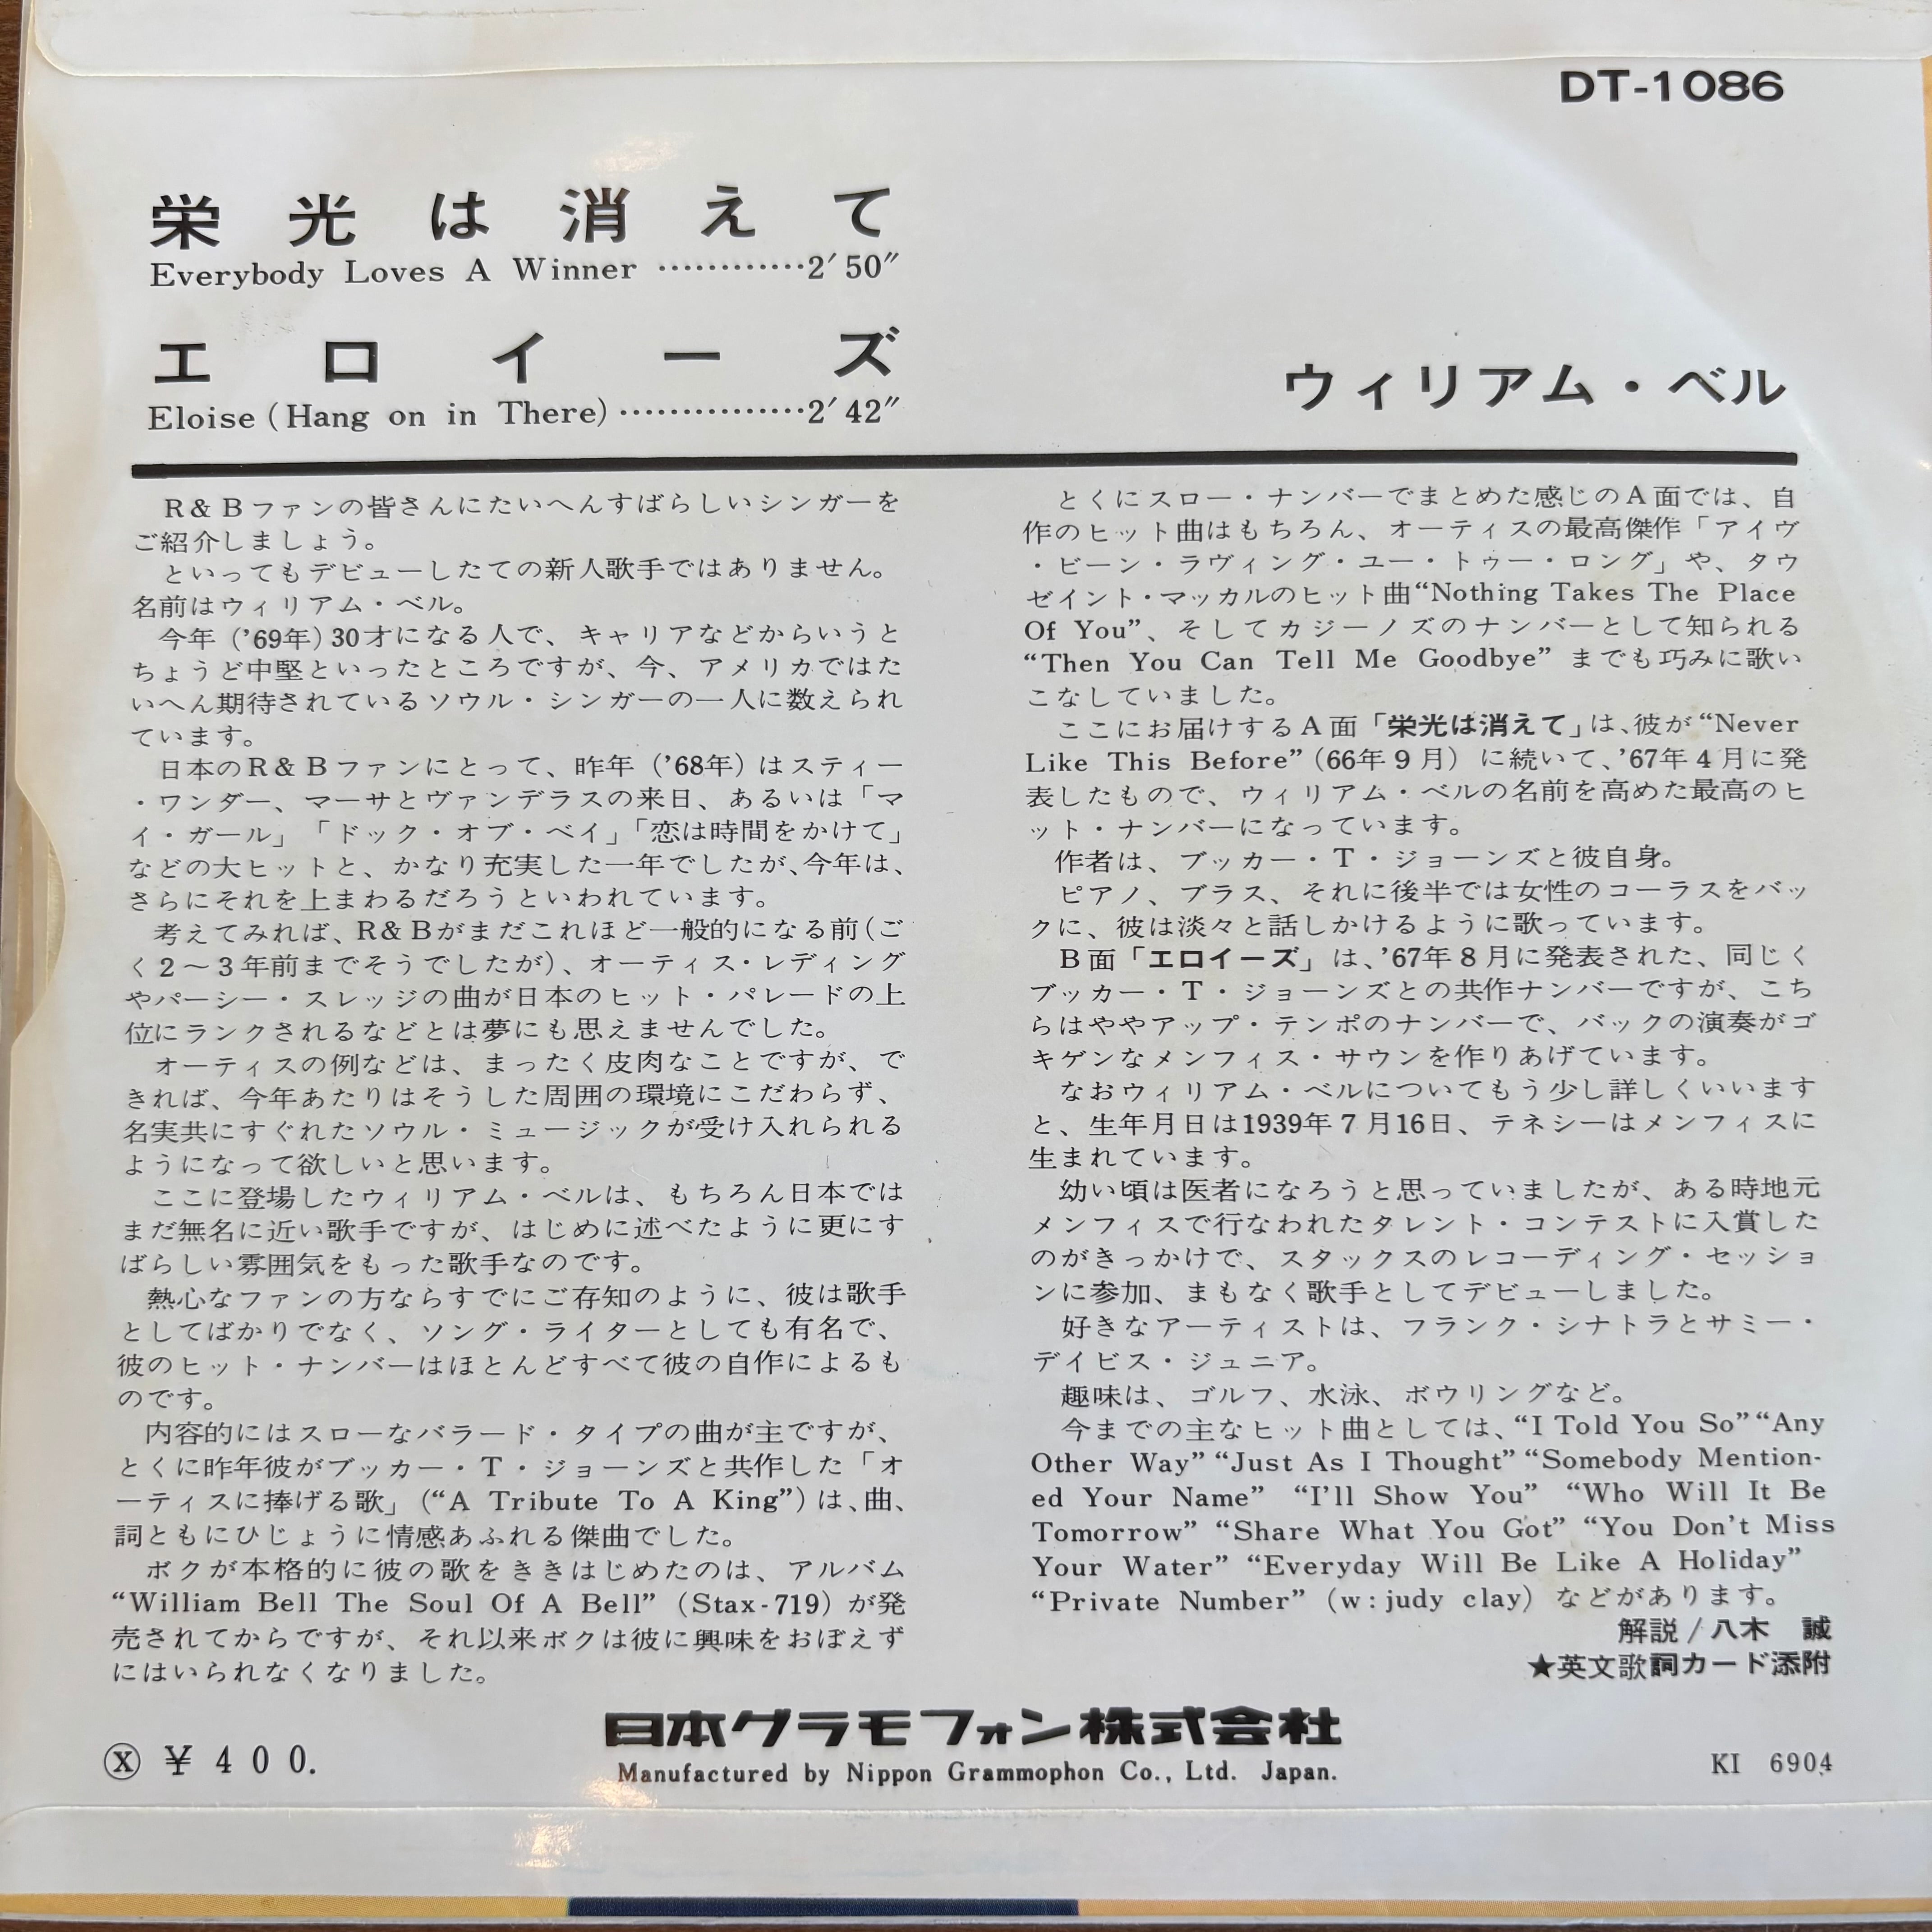 DT-1086
栄光は消えて
Everybody Loves A Winner …………2′50″
エロイーズ
Eloise (Hang on in There) ……………2′42″
ウィリアム・ベル
R&Bファンの皆さんにたいへんすばらしいシンガーを
ご紹介しましょう。
といってもデビューしたての新人歌手ではありません。
名前はウィリアム・ベル。
今年('69年)30才になる人で、キャリアなどからいうと
ちょうど中堅といったところですが、今、アメリカではた
いへん期待されているソウル・シンガーの一人に数えられ
ています。
日本のR&Bファンにとって、昨年('68年)はスティー
・ワンダー、マーサとヴァンデラスの来日、あるいは「マ
イ・ガール」「ドック・オブ・ベイ」「恋は時間をかけて」
などの大ヒットと、かなり充実した一年でしたが、今年は、
さらにそれを上まわるだろうといわれています。
考えてみれば、R&Bがまだこれほど一般的になる前(ご
く2～3年前までそうでしたが)、オーティス・レディング
やパーシー・スレッジの曲が日本のヒット・パレードの上
位にランクされるなどとは夢にも思えませんでした。
オーティスの例などは、まったく皮肉なことですが、で
きれば、今年あたりはそうした周囲の環境にこだわらず、
名実共にすぐれたソウル・ミュージックが受け入れられる
ようになって欲しいと思います。
ここに登場したウィリアム・ベルは、もちろん日本では
まだ無名に近い歌手ですが、はじめに述べたように更にす
ばらしい雰囲気をもった歌手なのです。
熱心なファンの方ならすでにご存知のように、彼は歌手
としてばかりでなく、ソング・ライターとしても有名で、
彼のヒット・ナンバーはほとんどすべて彼の自作によるも
のです。
内容的にはスローなバラード・タイプの曲が主ですが、
とくに昨年彼がブッカー・T・ジョーンズと共作した「オ
ーティスに捧げる歌」("A Tribute To A King")は、曲、
詞ともにひじょうに情感あふれる傑曲でした。
ボクが本格的に彼の歌をききはじめたのは、アルバム
"William Bell The Soul Of A Bell" (Stax-719) が発
売されてからですが、それ以来ボクは彼に興味をおぼえず
にはいられなくなりました。
とくにスロー・ナンバーでまとめた感じのA面では、自
作のヒット曲はもちろん、オーティスの最高傑作「アイヴ
・ビーン・ラヴィング・ユー・トゥー・ロング」や、タウ
ゼイント・マッカルのヒット曲"Nothing Takes The Place
Of You"、そしてカジーノズのナンバーとして知られる
"Then You Can Tell Me Goodbye" までも巧みに歌い
こなしていました。
ここにお届けするA面「栄光は消えて」は、彼が"Never
Like This Before"(66年9月) に続いて、'67年4月に発
表したもので、ウィリアム・ベルの名前を高めた最高のヒ
ット・ナンバーになっています。
作者は、ブッカー・T・ジョーンズと彼自身。
ピアノ、ブラス、それに後半では女性のコーラスをバッ
クに、彼は淡々と話しかけるように歌っています。
B面「エロイーズ」は、'67年8月に発表された、同じく
ブッカー・T・ジョーンズとの共作ナンバーですが、こち
らはややアップ・テンポのナンバーで、バックの演奏がゴ
キゲンなメンフィス・サウンを作りあげています。
なおウィリアム・ベルについてもう少し詳しくいいます
と、生年月日は1939年7月16日、テネシーはメンフィスに
生まれています。
幼い頃は医者になろうと思っていましたが、ある時地元
メンフィスで行なわれたタレント・コンテストに入賞した
のがきっかけで、スタックスのレコーディング・セッショ
ンに参加、まもなく歌手としてデビューしました。
好きなアーティストは、フランク・シナトラとサミー・
デイビス・ジュニア。
趣味は、ゴルフ、水泳、ボウリングなど。
今までの主なヒット曲としては、"I Told You So" "Any
Other Way" "Just As I Thought" "Somebody Mention-
ed Your Name" "I'll Show You" "Who Will It Be
Tomorrow" "Share What You Got" "You Don't Miss
Your Water" "Everyday Will Be Like A Holiday"
"Private Number" (w:judy clay) などがあります。
解説/八木 誠
★英文歌詞カード添附
日本グラモフォン株式会社
Manufactured by Nippon Grammophon Co., Ltd. Japan.
Ⓧ ¥400.
KI 6904